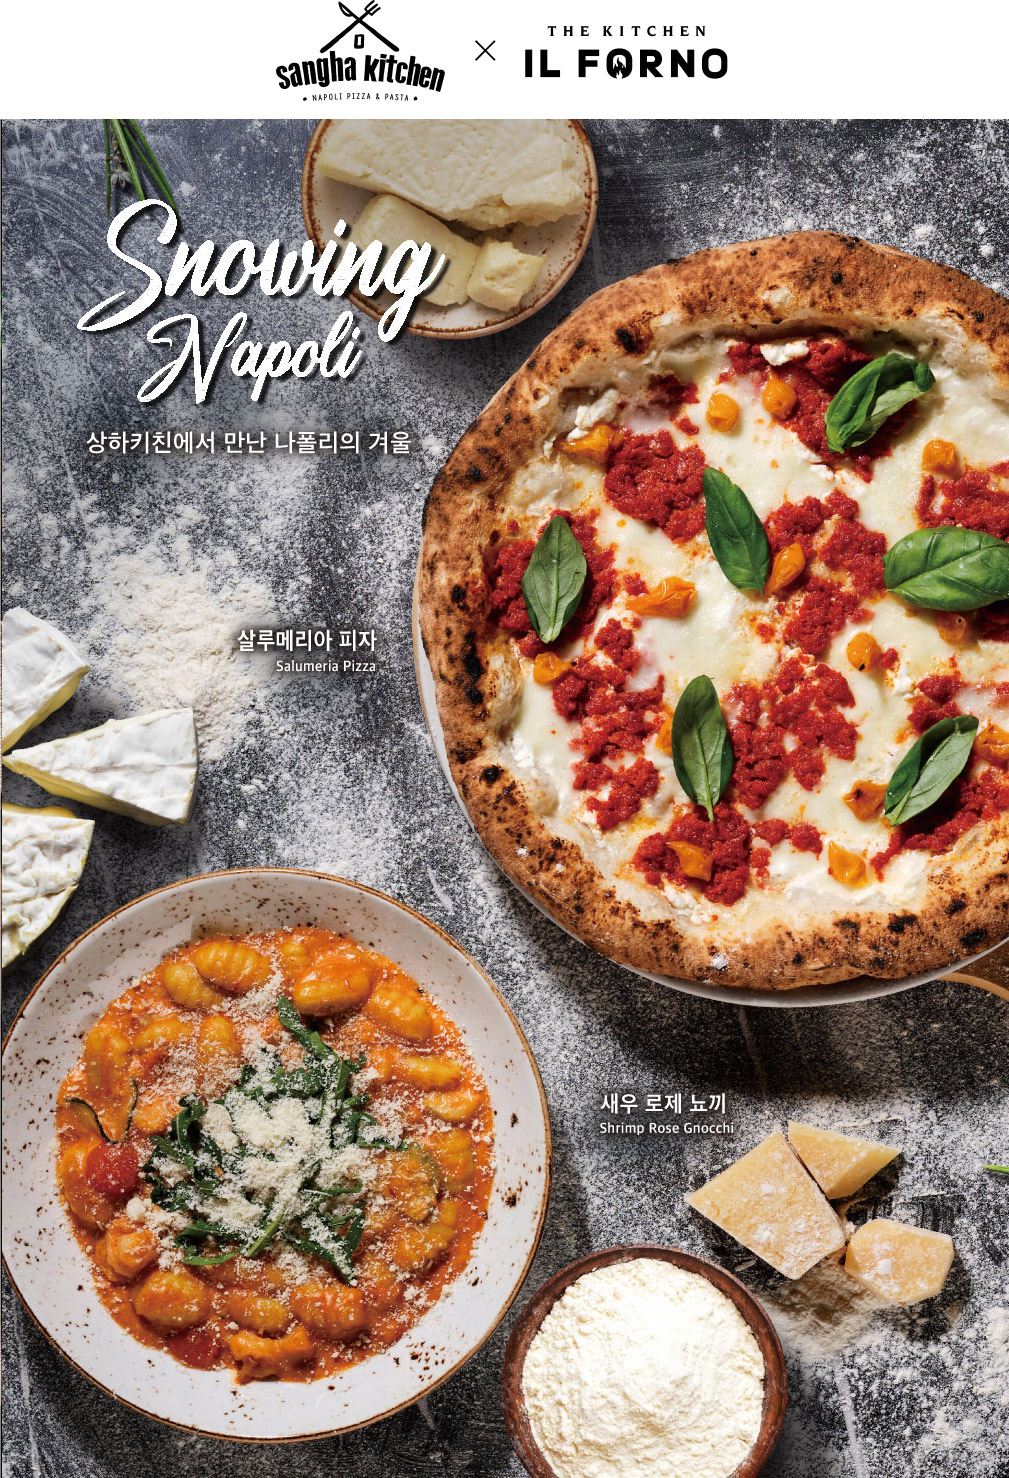 sangha kitchen
• NAPOLI PIZZA & PASTA •
×
THE KITCHEN
IL FORNO
Snowing
Napoli
상하키친에서 만난 나폴리의 겨울
살루메리아 피자
Salumeria Pizza
새우 로제 뇨끼
Shrimp Rose Gnocchi